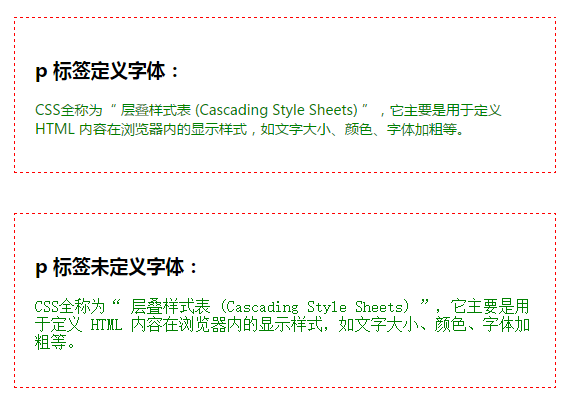 p 标签定义字体：
CSS全称为“ 层叠样式表 (Cascading Style Sheets) ” ，它主要是用于定义
HTML 内容在浏览器内的显示样式，如文字大小、颜色、字体加粗等。
p 标签未定义字体：
CSS全称为“ 层叠样式表 (Cascading Style Sheets) ”，它主要是用
于定义 HTML 内容在浏览器内的显示样式，如文字大小、颜色、字体加
粗等。